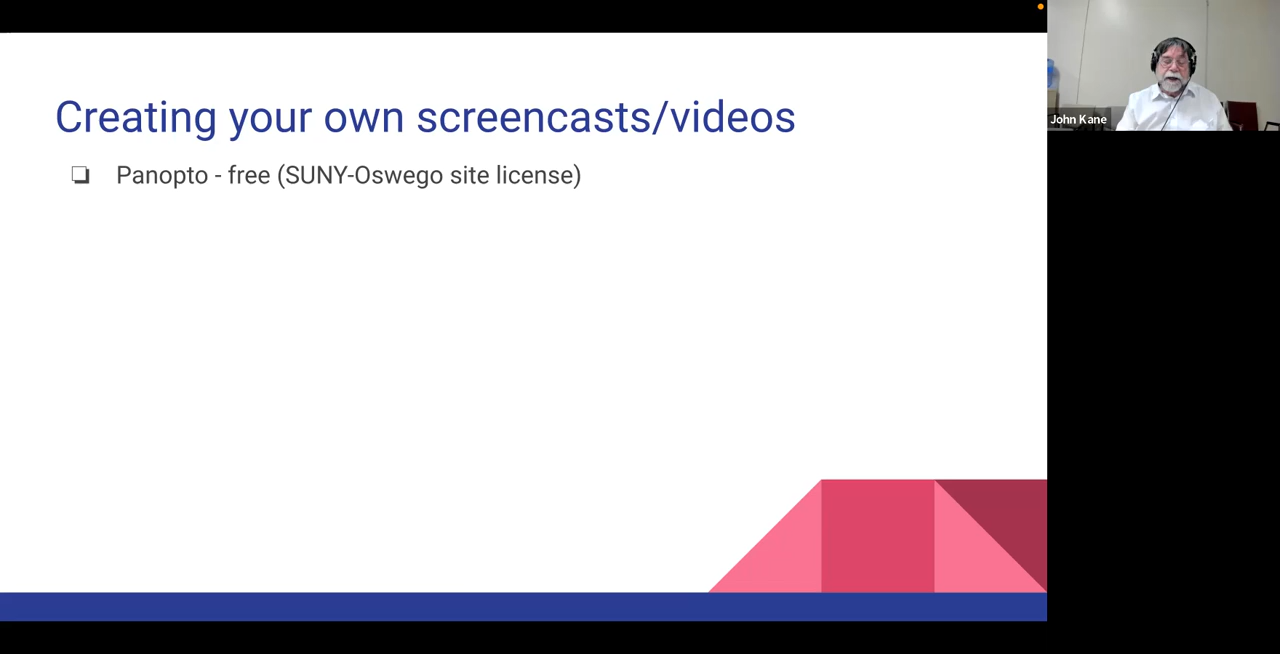 Creating your own screencasts/videos
❏ Panopto - free (SUNY-Oswego site license)
John Kane